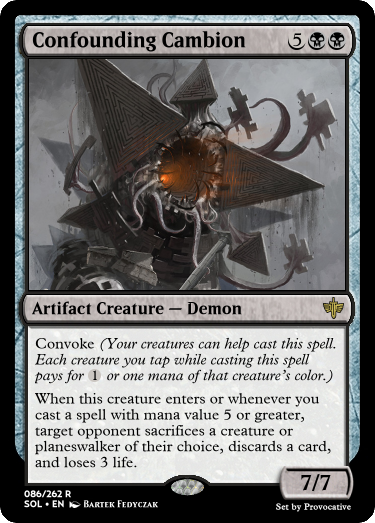 Confounding Cambion 5
Artifact Creature — Demon
Convoke (Your creatures can help cast this spell.
Each creature you tap while casting this spell
pays for 1 or one mana of that creature's color.)
When this creature enters or whenever you
cast a spell with mana value 5 or greater,
target opponent sacrifices a creature or
planeswalker of their choice, discards a card,
and loses 3 life.
7/7
086/262 R
SOL • EN Bartek Fedyczak
Set by Provocative